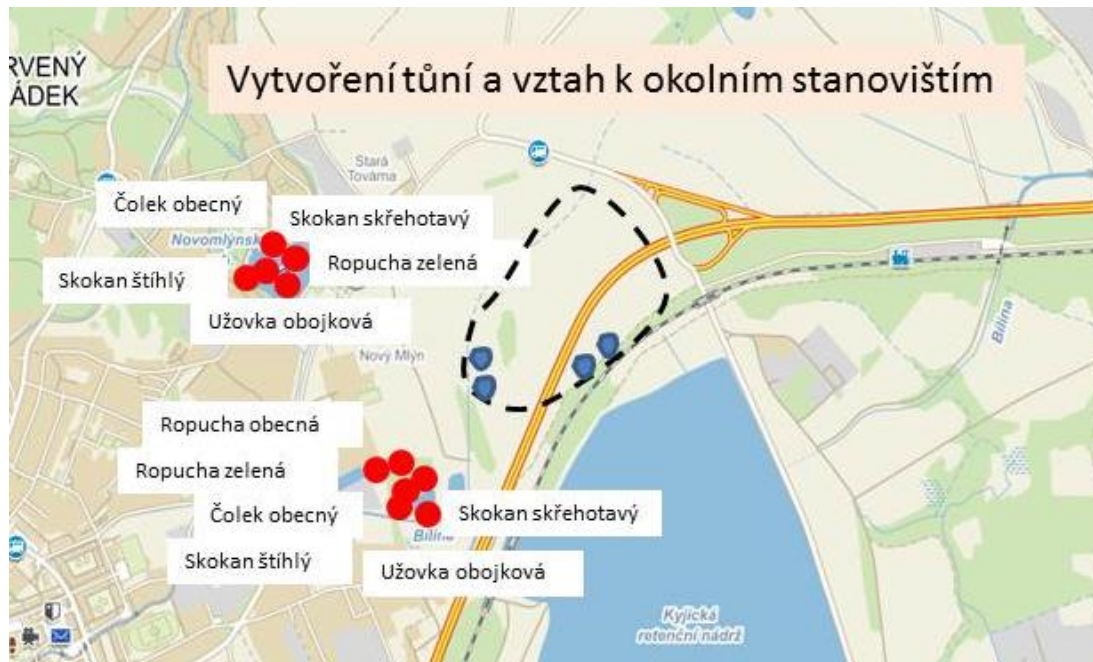 RVENÝ
ÁDEK
Vytvoření tůní a vztah k okolním stanovištím
Stará
Továrna
Čolek obecný
Skokan skřehotavý
Novomlýnsk
Ropucha zelená
Skokan štíhlý
Užovka obojková
Nový Mlýn
Bílina
Ropucha obecná
Ropucha zelená
Čolek obecný
Skokan skřehotavý
Bílina
Skokan štíhlý
Užovka obojková
Kyjická
retenční nádrž